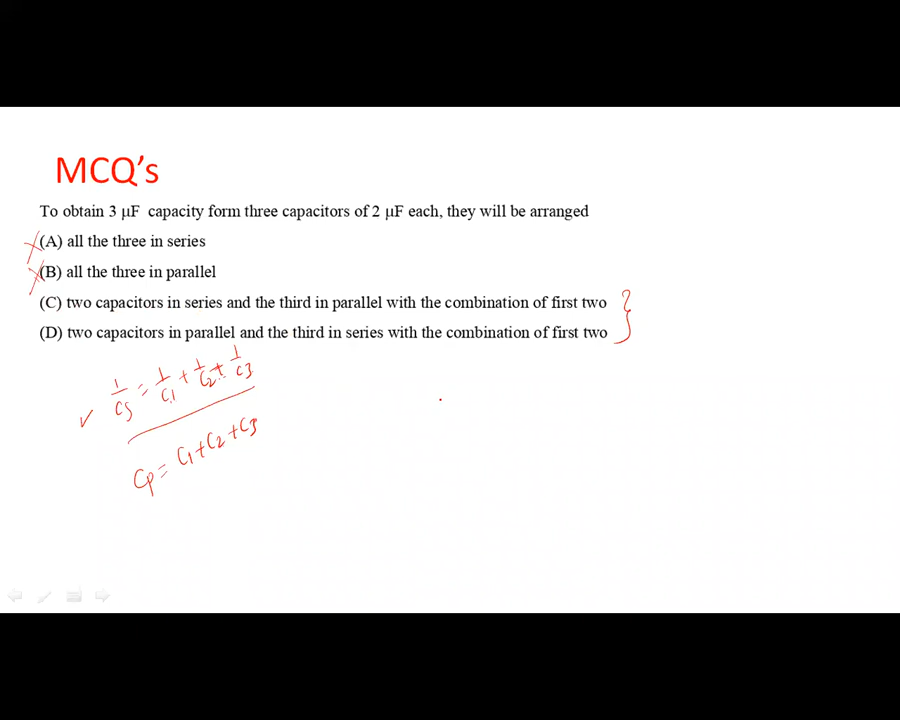 MCQ's
To obtain 3 μF capacity form three capacitors of 2 μF each, they will be arranged
(A) all the three in series
(B) all the three in parallel
(C) two capacitors in series and the third in parallel with the combination of first two
(D) two capacitors in parallel and the third in series with the combination of first two
1/Cs = 1/C1 + 1/C2 + 1/C3
Cp = C1 + C2 + C3